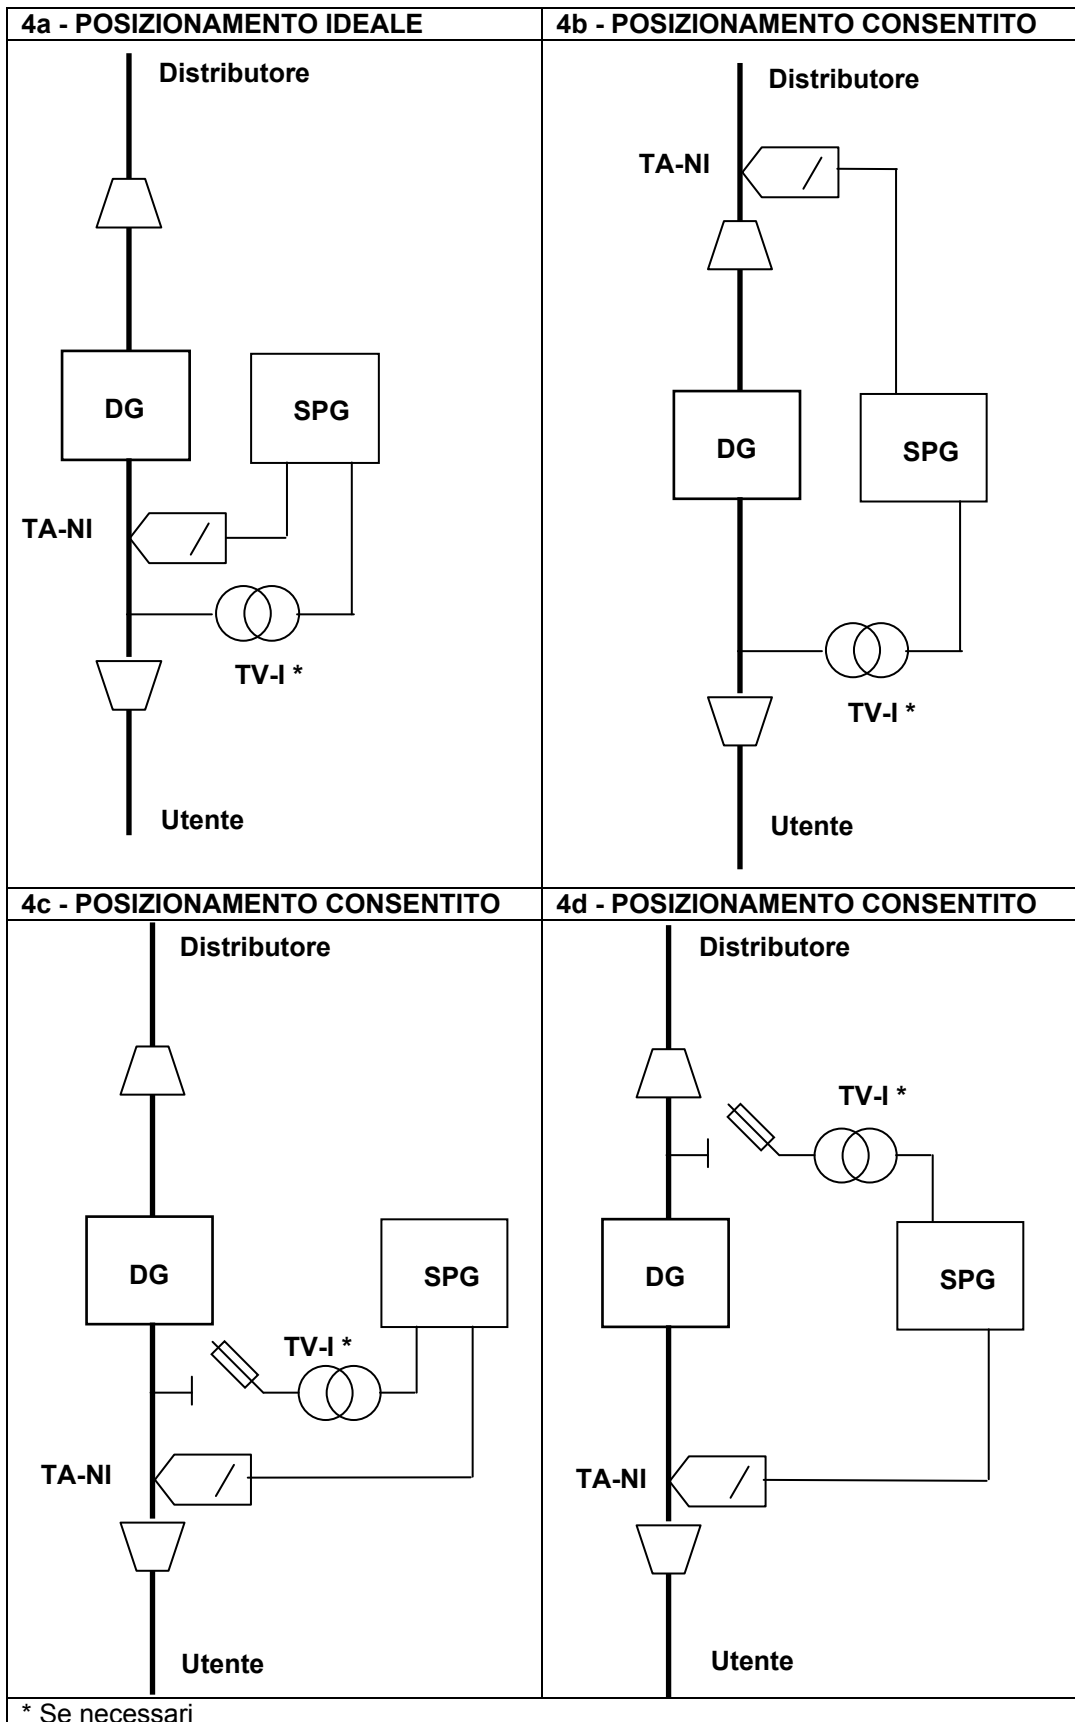 4a - POSIZIONAMENTO IDEALE
Distributore
DG
SPG
TA-NI
TV-I *
Utente
4b - POSIZIONAMENTO CONSENTITO
Distributore
TA-NI
DG
SPG
TV-I *
Utente
4c - POSIZIONAMENTO CONSENTITO
Distributore
DG
SPG
TV-I *
TA-NI
Utente
4d - POSIZIONAMENTO CONSENTITO
Distributore
TV-I *
DG
SPG
TA-NI
Utente
* Se necessari